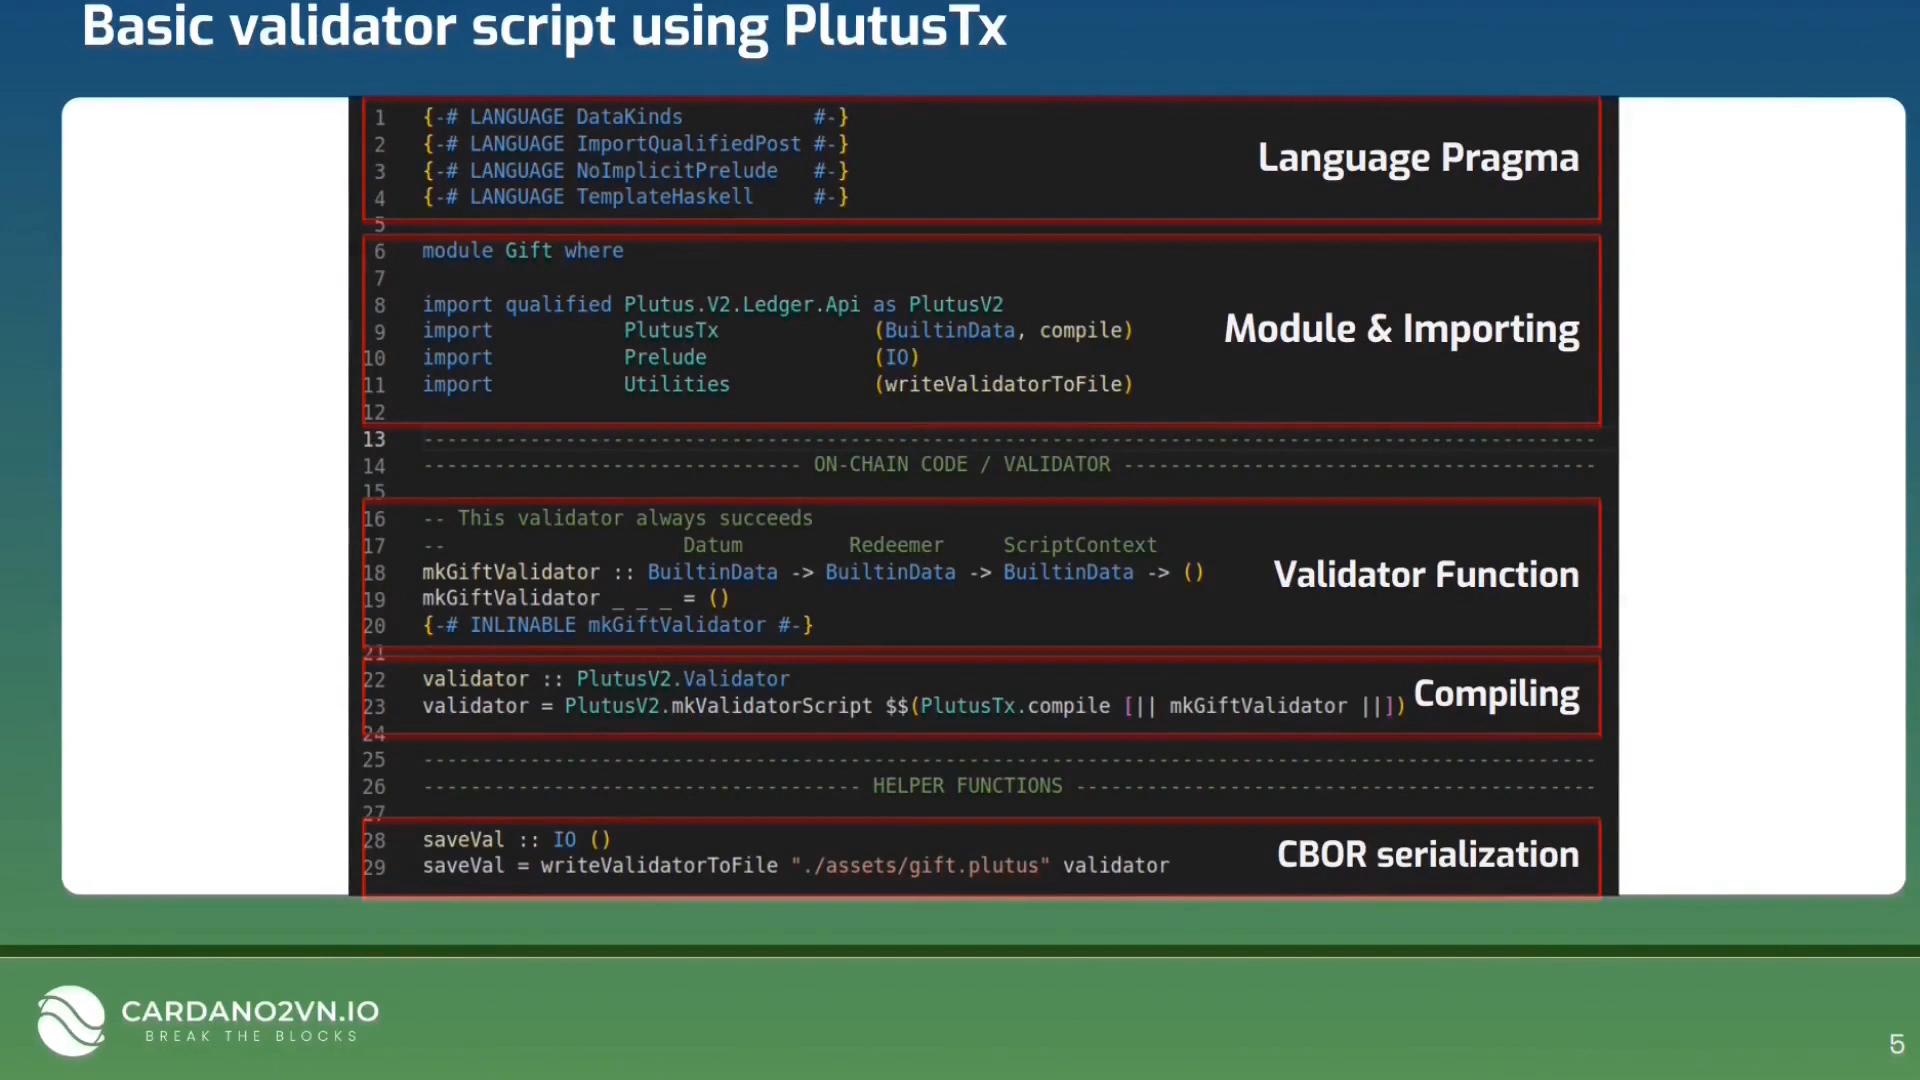 Basic validator script using PlutusTx
1 {-# LANGUAGE DataKinds #-}
2 {-# LANGUAGE ImportQualifiedPost #-}
3 {-# LANGUAGE NoImplicitPrelude #-}
4 {-# LANGUAGE TemplateHaskell #-}
Language Pragma
5
6 module Gift where
7
8 import qualified Plutus.V2.Ledger.Api as PlutusV2
9 import PlutusTx (BuiltinData, compile)
10 import Prelude (IO)
11 import Utilities (writeValidatorToFile)
12
Module & Importing
13 ---------------------------------------------------------------------------------------------------
14 -------------------------------- ON-CHAIN CODE / VALIDATOR ----------------------------------------
15
16 -- This validator always succeeds
17 -- Datum Redeemer ScriptContext
18 mkGiftValidator :: BuiltinData -> BuiltinData -> BuiltinData -> ()
19 mkGiftValidator _ _ _ = ()
20 {-# INLINABLE mkGiftValidator #-}
Validator Function
21
22 validator :: PlutusV2.Validator
23 validator = PlutusV2.mkValidatorScript $$(PlutusTx.compile [|| mkGiftValidator ||])
Compiling
24
25 ---------------------------------------------------------------------------------------------------
26 ------------------------------------- HELPER FUNCTIONS --------------------------------------------
27
28 saveVal :: IO ()
29 saveVal = writeValidatorToFile "./assets/gift.plutus" validator
CBOR serialization
CARDANO2VN.IO
BREAK THE BLOCKS
5